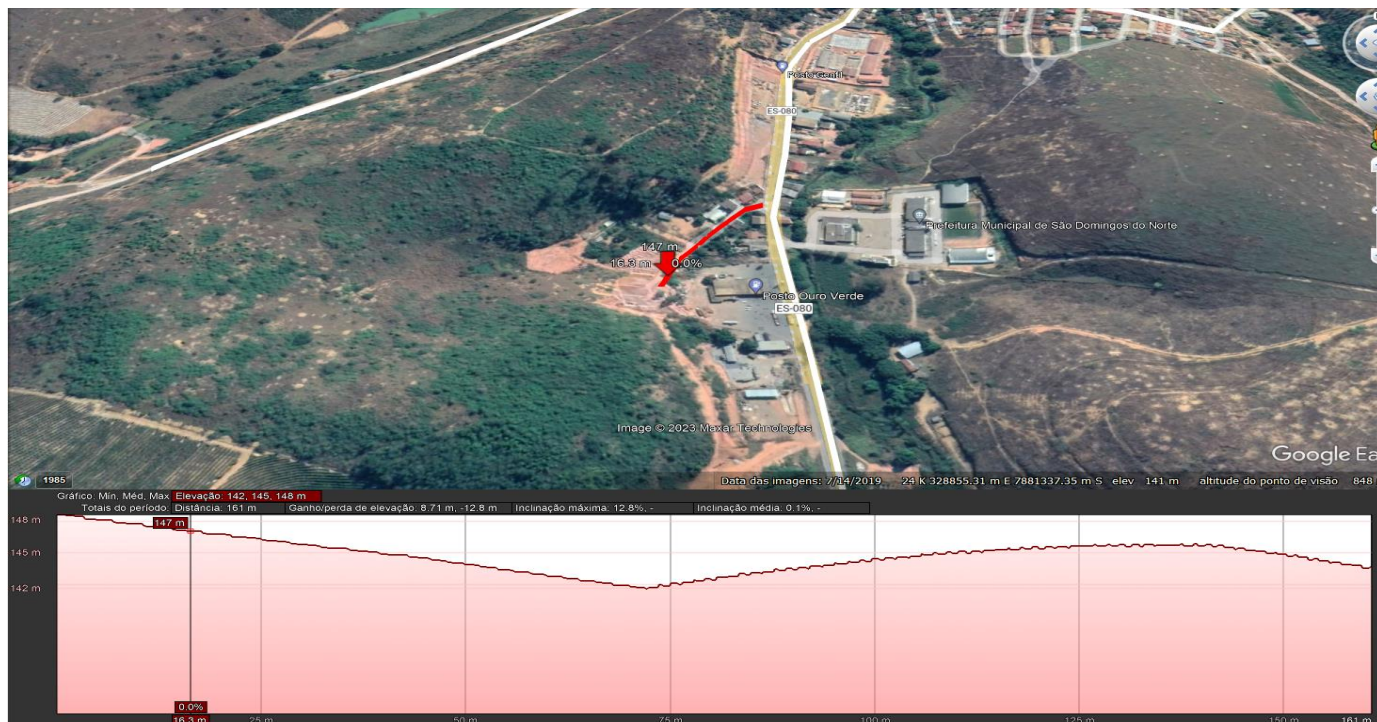 Posto Gentil
ES-080
Prefeitura Municipal de São Domingos do Norte
147 m
16.3 m 0.0%
Posto Ouro Verde
ES-080
Image © 2023 Maxar Technologies
Google Ea
1985
Data das imagens: 7/14/2019 24 K 328855.31 m E 7881337.35 m S elev 141 m altitude do ponto de visão 848
Gráfico: Mín, Méd, Max Elevação: 142, 145, 148 m
Totais do período: Distância: 161 m Ganho/perda de elevação: 8.71 m, -12.8 m Inclinação máxima: 12.8%, - Inclinação média: 0.1%, -
148 m
147 m
145 m
142 m
0.0%
16.3 m 25 m 50 m 75 m 100 m 125 m 150 m 161 m